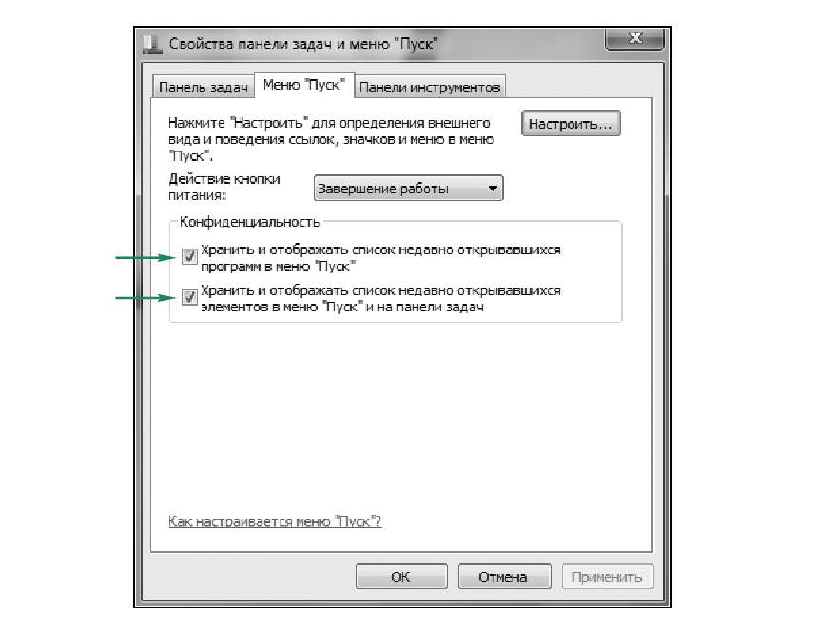 Свойства панели задач и меню "Пуск"
Панель задач Меню "Пуск" Панели инструментов
Нажмите "Настроить" для определения внешнего
вида и поведения ссылок, значков и меню в меню
"Пуск".
Настроить...
Действие кнопки
питания:
Завершение работы
Конфиденциальность
Хранить и отображать список недавно открывавшихся
программ в меню "Пуск"
Хранить и отображать список недавно открывавшихся
элементов в меню "Пуск" и на панели задач
Как настраивается меню "Пуск"?
ОК Отмена Применить